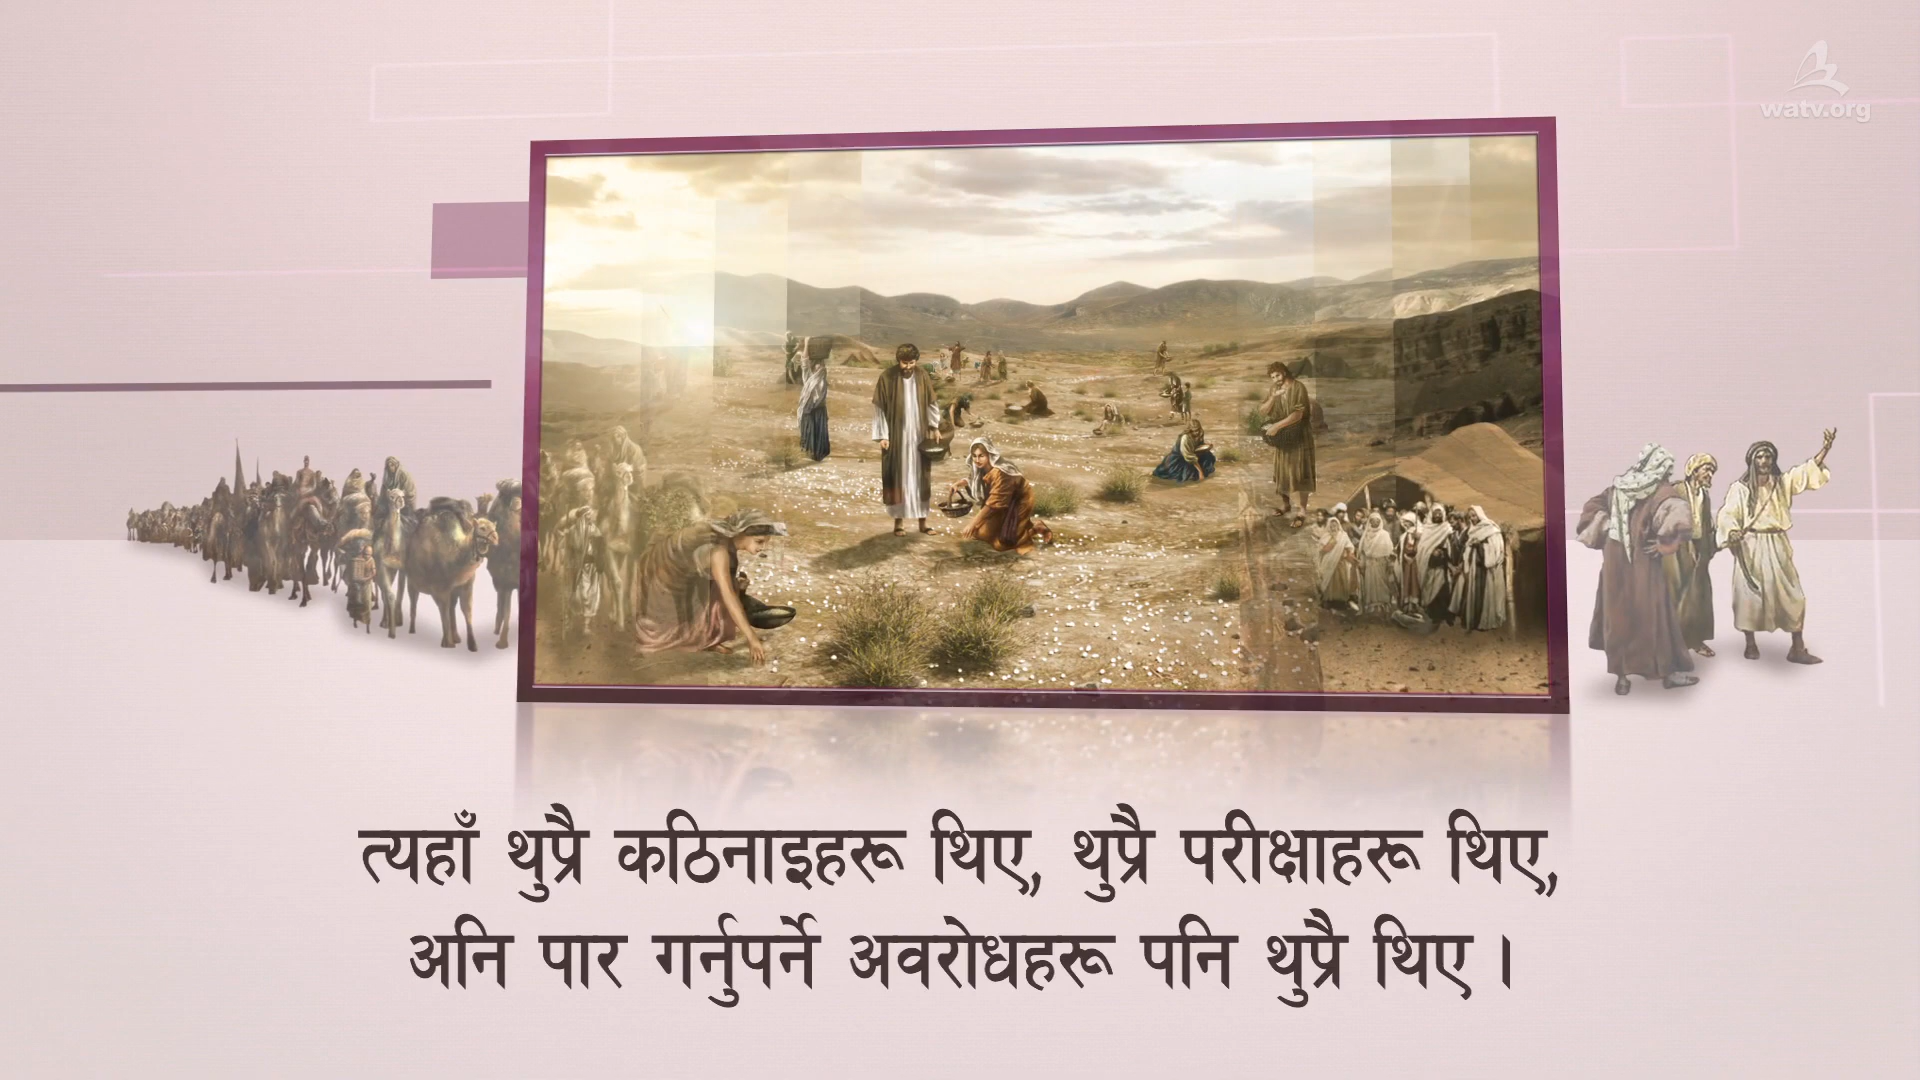 watv.org
त्यहाँ थुप्रै कठिनाइहरू थिए, थुप्रै परीक्षाहरू थिए,
अनि पार गर्नुपर्ने अवरोधहरू पनि थुप्रै थिए ।